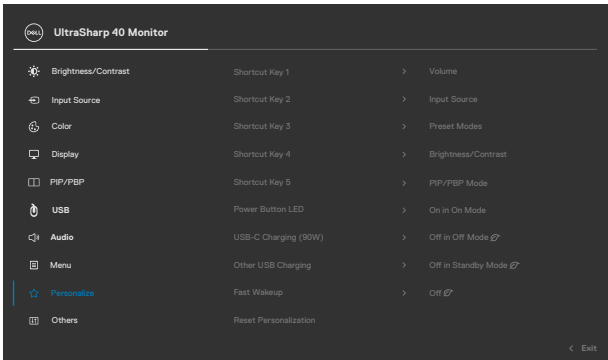 DELL UltraSharp 40 Monitor
Brightness/Contrast Shortcut Key 1 > Volume
Input Source Shortcut Key 2 > Input Source
Color Shortcut Key 3 > Preset Modes
Display Shortcut Key 4 > Brightness/Contrast
PIP/PBP Shortcut Key 5 > PIP/PBP Mode
USB Power Button LED > On in On Mode
Audio USB-C Charging (90W) > Off in Off Mode
Menu Other USB Charging > Off in Standby Mode
Personalize Fast Wakeup > Off
Others Reset Personalization
< Exit